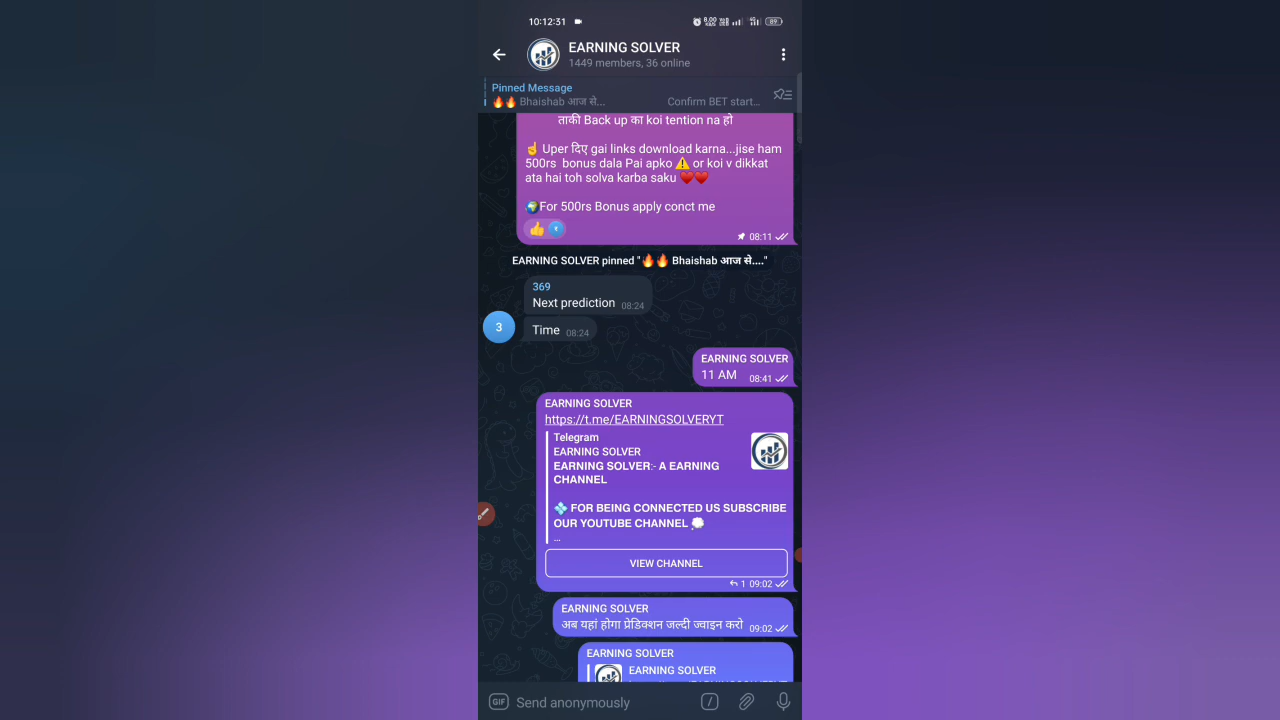 10:12:31
89
EARNING SOLVER
1449 members, 36 online
Pinned Message
🔥🔥 Bhaishab आज से... Confirm BET start...
ताकी Back up का koi tention na हो
☝ Uper दिए gai links download karna...jise ham
500rs bonus dala Pai apko ⚠ or koi v dikkat
ata hai toh solva karba saku ❤❤
🌍For 500rs Bonus apply conct me
08:11
EARNING SOLVER pinned "🔥🔥 Bhaishab आज से...."
369
Next prediction 08:24
3
Time 08:24
EARNING SOLVER
11 AM 08:41
EARNING SOLVER
https://t.me/EARNINGSOLVERYT
Telegram
EARNING SOLVER
EARNING SOLVER:- A EARNING
CHANNEL
💠 FOR BEING CONNECTED US SUBSCRIBE
OUR YOUTUBE CHANNEL 💭
...
VIEW CHANNEL
1 09:02
EARNING SOLVER
अब यहां होगा प्रेडिक्शन जल्दी ज्वाइन करो 09:02
EARNING SOLVER
EARNING SOLVER
GIF Send anonymously